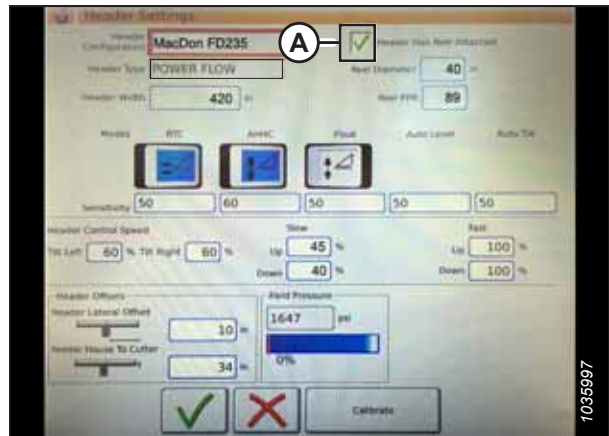 Header Settings
Header Configuration MacDon FD235 A Header Has Reel Attached
Header Type POWER FLOW Reel Diameter 40 in
Header Width 420 in Reel PPR 89
Modes RTC AHHC Float Auto Level Auto Tilt
Sensitivity 50 60 50 50 50
Header Control Speed Slow Fast
Tilt Left 60 % Tilt Right 60 % Up 45 % Up 100 %
Down 40 % Down 100 %
Header Offsets Field Pressure
Header Lateral Offset 10 in 1647 psi
Feeder House To Cutter 34 in 0%
Calibrate
1035997